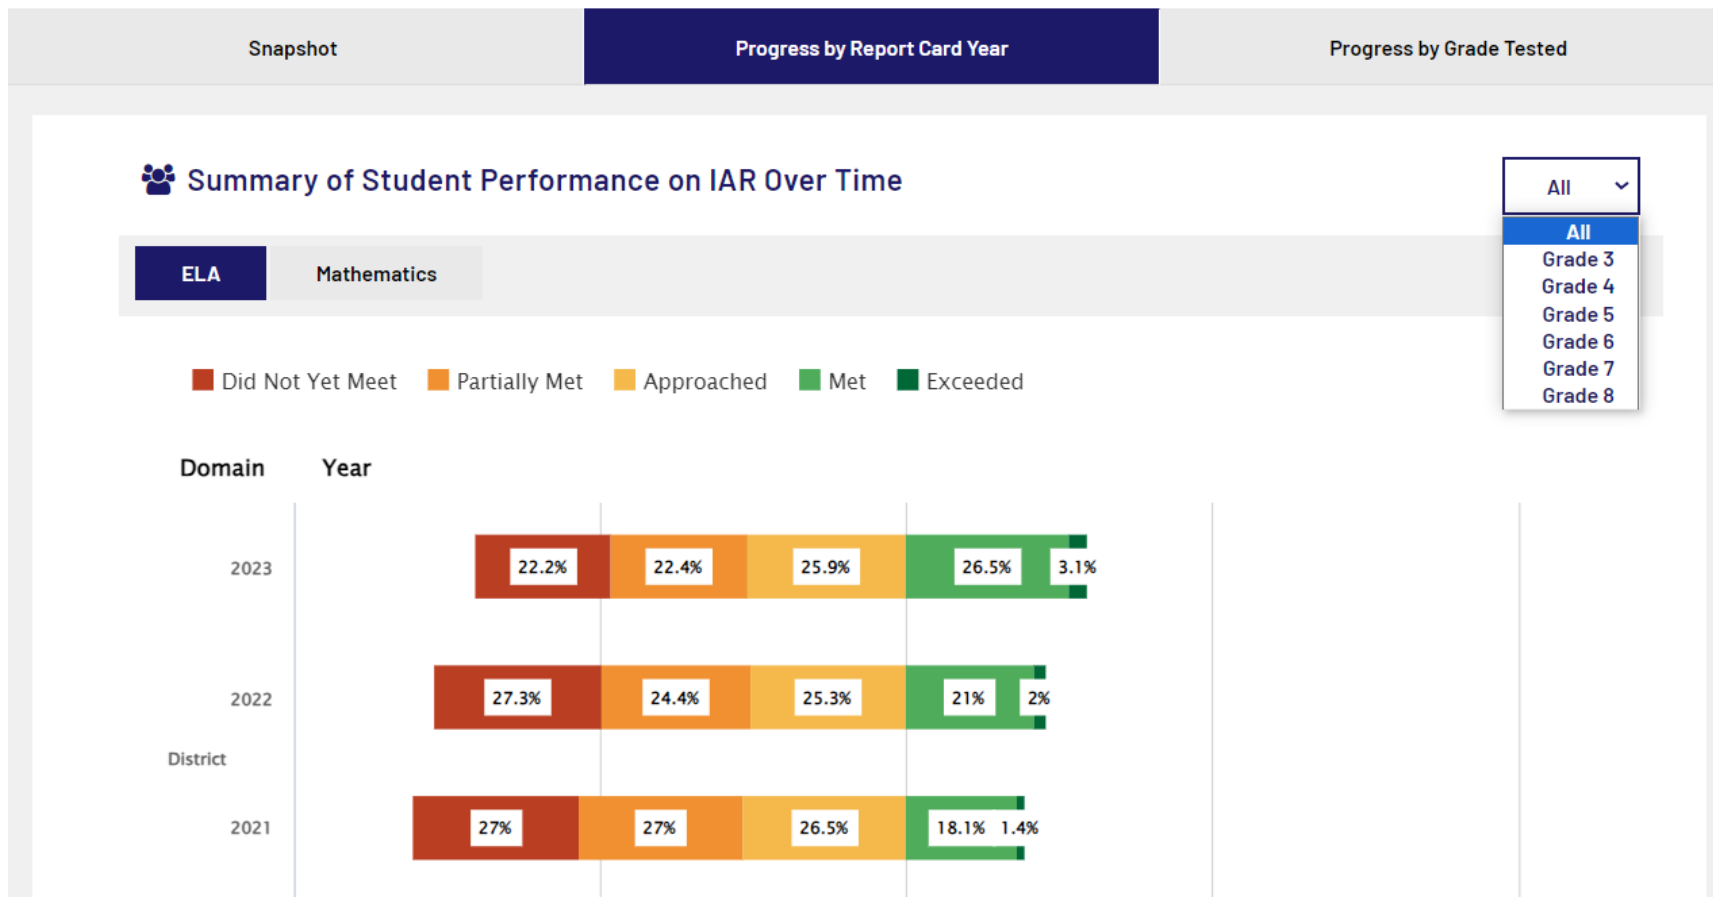 Snapshot
Progress by Report Card Year
Progress by Grade Tested
Summary of Student Performance on IAR Over Time
All
All
Grade 3
Grade 4
Grade 5
Grade 6
Grade 7
Grade 8
ELA
Mathematics
Did Not Yet Meet
Partially Met
Approached
Met
Exceeded
Domain
Year
2023
22.2%
22.4%
25.9%
26.5%
3.1%
2022
27.3%
24.4%
25.3%
21%
2%
District
2021
27%
27%
26.5%
18.1%
1.4%